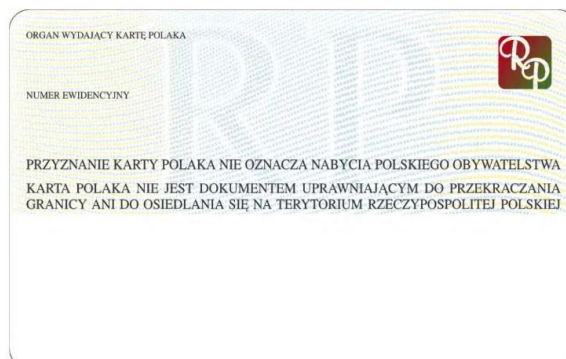 ORGAN WYDAJĄCY KARTĘ POLAKA
RP
NUMER EWIDENCYJNY
PRZYZNANIE KARTY POLAKA NIE OZNACZA NABYCIA POLSKIEGO OBYWATELSTWA
KARTA POLAKA NIE JEST DOKUMENTEM UPRAWNIAJĄCYM DO PRZEKRACZANIA
GRANICY ANI DO OSIEDLANIA SIĘ NA TERYTORIUM RZECZYPOSPOLITEJ POLSKIEJ